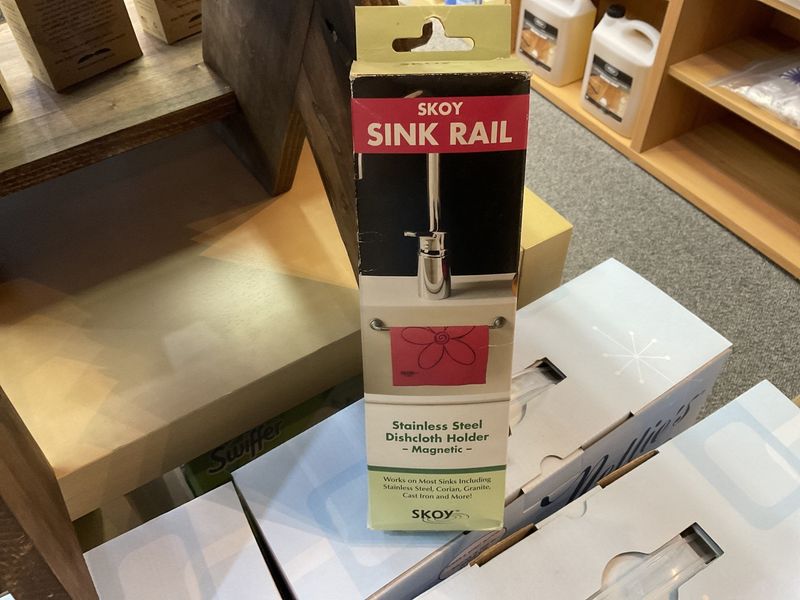 SKOY
SINK RAIL
Stainless Steel
Dishcloth Holder
– Magnetic –
Works on Most Sinks Including
Stainless Steel, Corian, Granite,
Cast Iron and More!
SKOY
Swiffer
Nellie's